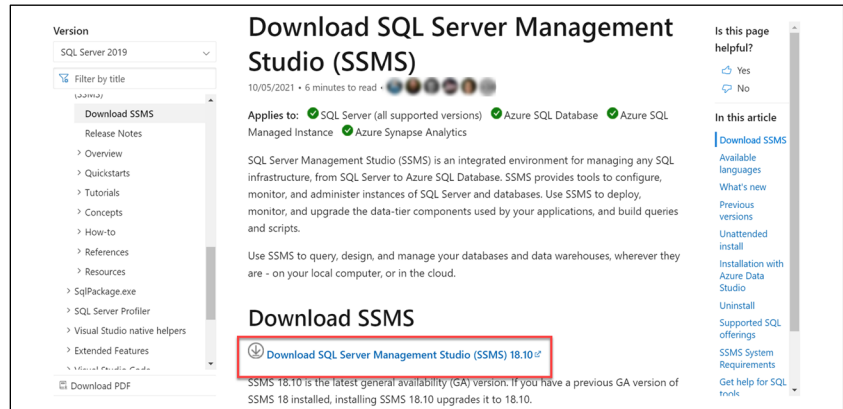 Version
SQL Server 2019
Filter by title
(SSMS)
Download SSMS
Release Notes
Overview
Quickstarts
Tutorials
Concepts
How-to
References
Resources
SqlPackage.exe
SQL Server Profiler
Visual Studio native helpers
Extended Features
Visual Studio Code
Download PDF
Download SQL Server Management
Studio (SSMS)
10/05/2021 • 6 minutes to read •
Applies to: SQL Server (all supported versions) Azure SQL Database Azure SQL
Managed Instance Azure Synapse Analytics
SQL Server Management Studio (SSMS) is an integrated environment for managing any SQL
infrastructure, from SQL Server to Azure SQL Database. SSMS provides tools to configure,
monitor, and administer instances of SQL Server and databases. Use SSMS to deploy,
monitor, and upgrade the data-tier components used by your applications, and build queries
and scripts.
Use SSMS to query, design, and manage your databases and data warehouses, wherever they
are - on your local computer, or in the cloud.
Download SSMS
Download SQL Server Management Studio (SSMS) 18.10
SSMS 18.10 is the latest general availability (GA) version. If you have a previous GA version of
SSMS 18 installed, installing SSMS 18.10 upgrades it to 18.10.
Is this page
helpful?
Yes
No
In this article
Download SSMS
Available
languages
What's new
Previous
versions
Unattended
install
Installation with
Azure Data
Studio
Uninstall
Supported SQL
offerings
SSMS System
Requirements
Get help for SQL
tools